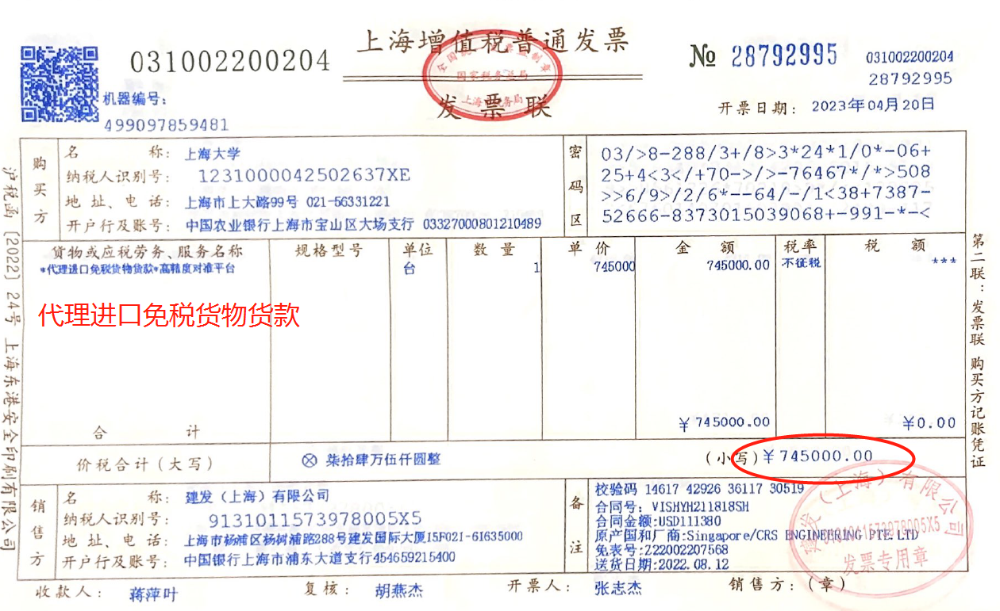 上海增值税普通发票
031002200204
№ 28792995
031002200204
28792995
国家税务总局
发票联
机器编号:
499097859481
开票日期: 2023年04月20日
购买方
名 称: 上海大学
纳税人识别号: 1231000042502637XE
地 址、电 话: 上海市上大路99号 021-56331221
开户行及账号: 中国农业银行上海市宝山区大场支行 03327000801210489
密码区
03/>8-288/3+/8>3*24*1/0*-06+
25+4<3</+70->/>-76467*/*>508
>>6/9>/2/6*--64/-/1<38+7387-
52666-8373015039068+-991-*-<
货物或应税劳务、服务名称 规格型号 单位 数 量 单 价 金 额 税率 税 额
*代理进口免税货物货款*高精度对准平台 台 1 745000 745000.00 不征税 ***
代理进口免税货物货款
合 计 ¥745000.00 ¥0.00
价税合计(大写) ⊗ 柒拾肆万伍仟圆整 (小写) ¥745000.00
销售方
名 称: 建发(上海)有限公司
纳税人识别号: 9131011573978005X5
地 址、电 话: 上海市杨浦区杨树浦路288号建发国际大厦15F021-61635000
开户行及账号: 中国银行上海市浦东大道支行454659215400
备注
校验码 14617 42926 36117 30519
合同号: VISHYH211818SH
合同金额:USD111380
原产国和厂商:Singapore/CRS ENGINEERING PTE.LTD
免表号:Z22002207568
送货日期:2022.08.12
建发(上海)有限公司
9131011573978005X5
发票专用章
收款人: 蒋萍叶 复核: 胡燕杰 开票人: 张志杰 销售方:(章)
沪税函〔2022〕24号 上海东港安全印刷有限公司
第二联:发票联 购买方记账凭证